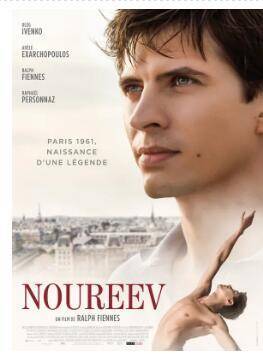 OLEG
IVENKO
ADÈLE
EXARCHOPOULOS
RALPH
FIENNES
RAPHAËL
PERSONNAZ
PARIS 1961,
NAISSANCE
D'UNE LÉGENDE
NOUREEV
UN FILM DE RALPH FIENNES